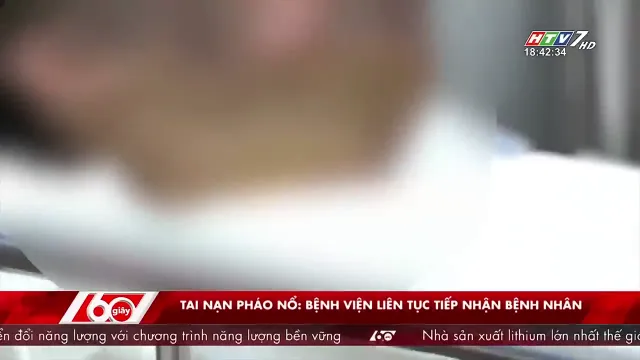 HTV7 HD
18:42:34
60 giây
TAI NẠN PHÁO NỔ: BỆNH VIỆN LIÊN TỤC TIẾP NHẬN BỆNH NHÂN
đổi năng lượng với chương trình năng lượng bền vững 60 Nhà sản xuất lithium lớn nhất thế